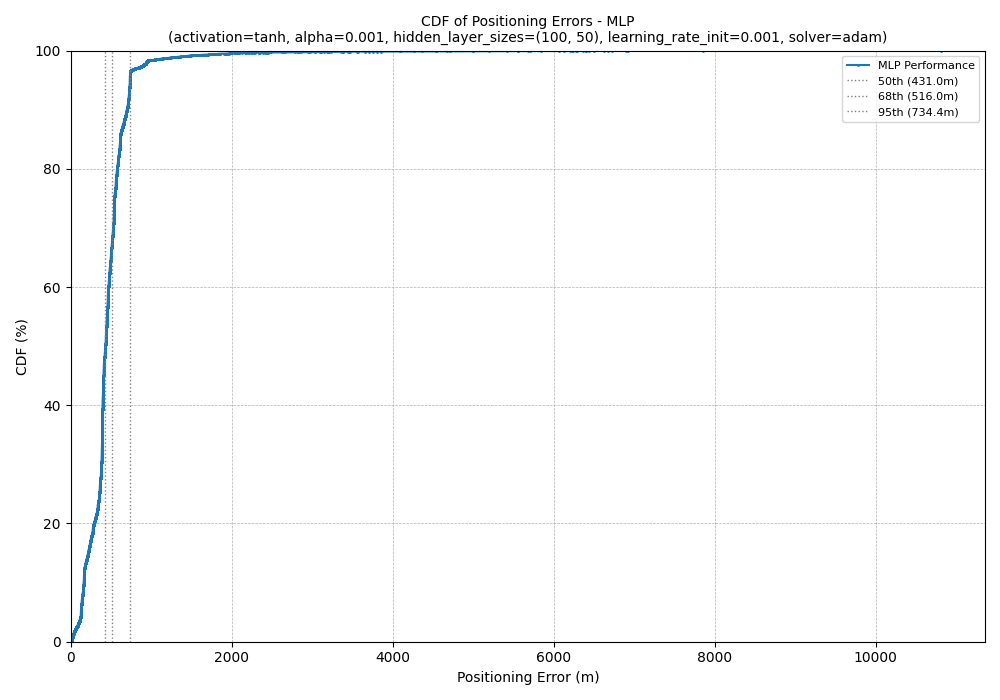 CDF of Positioning Errors - MLP
(activation=tanh, alpha=0.001, hidden_layer_sizes=(100, 50), learning_rate_init=0.001, solver=adam)
100
80
60
40
20
0
CDF (%)
MLP Performance
50th (431.0m)
68th (516.0m)
95th (734.4m)
0 2000 4000 6000 8000 10000
Positioning Error (m)